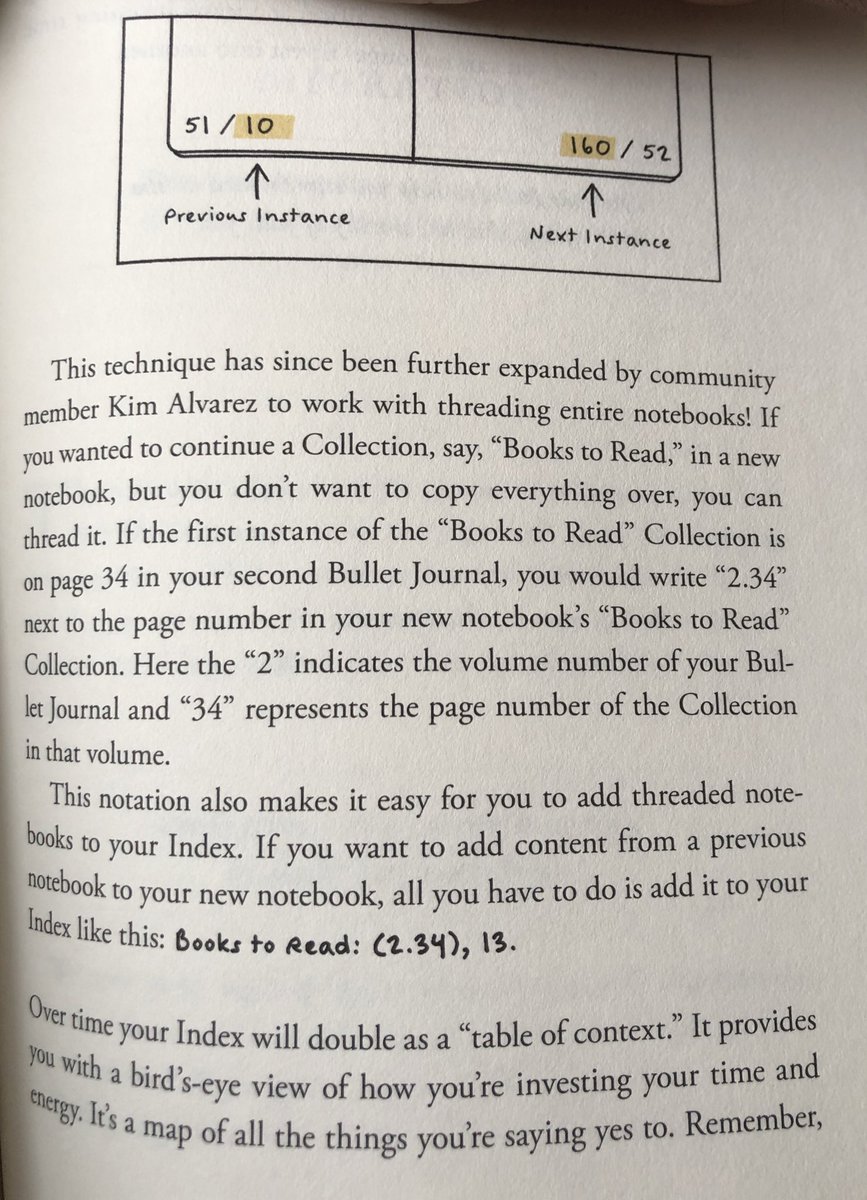 51 / 10
160 / 52
Previous Instance
Next Instance
This technique has since been further expanded by community
member Kim Alvarez to work with threading entire notebooks! If
you wanted to continue a Collection, say, “Books to Read,” in a new
notebook, but you don’t want to copy everything over, you can
thread it. If the first instance of the “Books to Read” Collection is
on page 34 in your second Bullet Journal, you would write “2.34”
next to the page number in your new notebook’s “Books to Read”
Collection. Here the “2” indicates the volume number of your Bul-
let Journal and “34” represents the page number of the Collection
in that volume.
This notation also makes it easy for you to add threaded note-
books to your Index. If you want to add content from a previous
notebook to your new notebook, all you have to do is add it to your
Index like this: Books to Read: (2.34), 13.
Over time your Index will double as a “table of context.” It provides
you with a bird’s-eye view of how you’re investing your time and
energy. It’s a map of all the things you’re saying yes to. Remember,